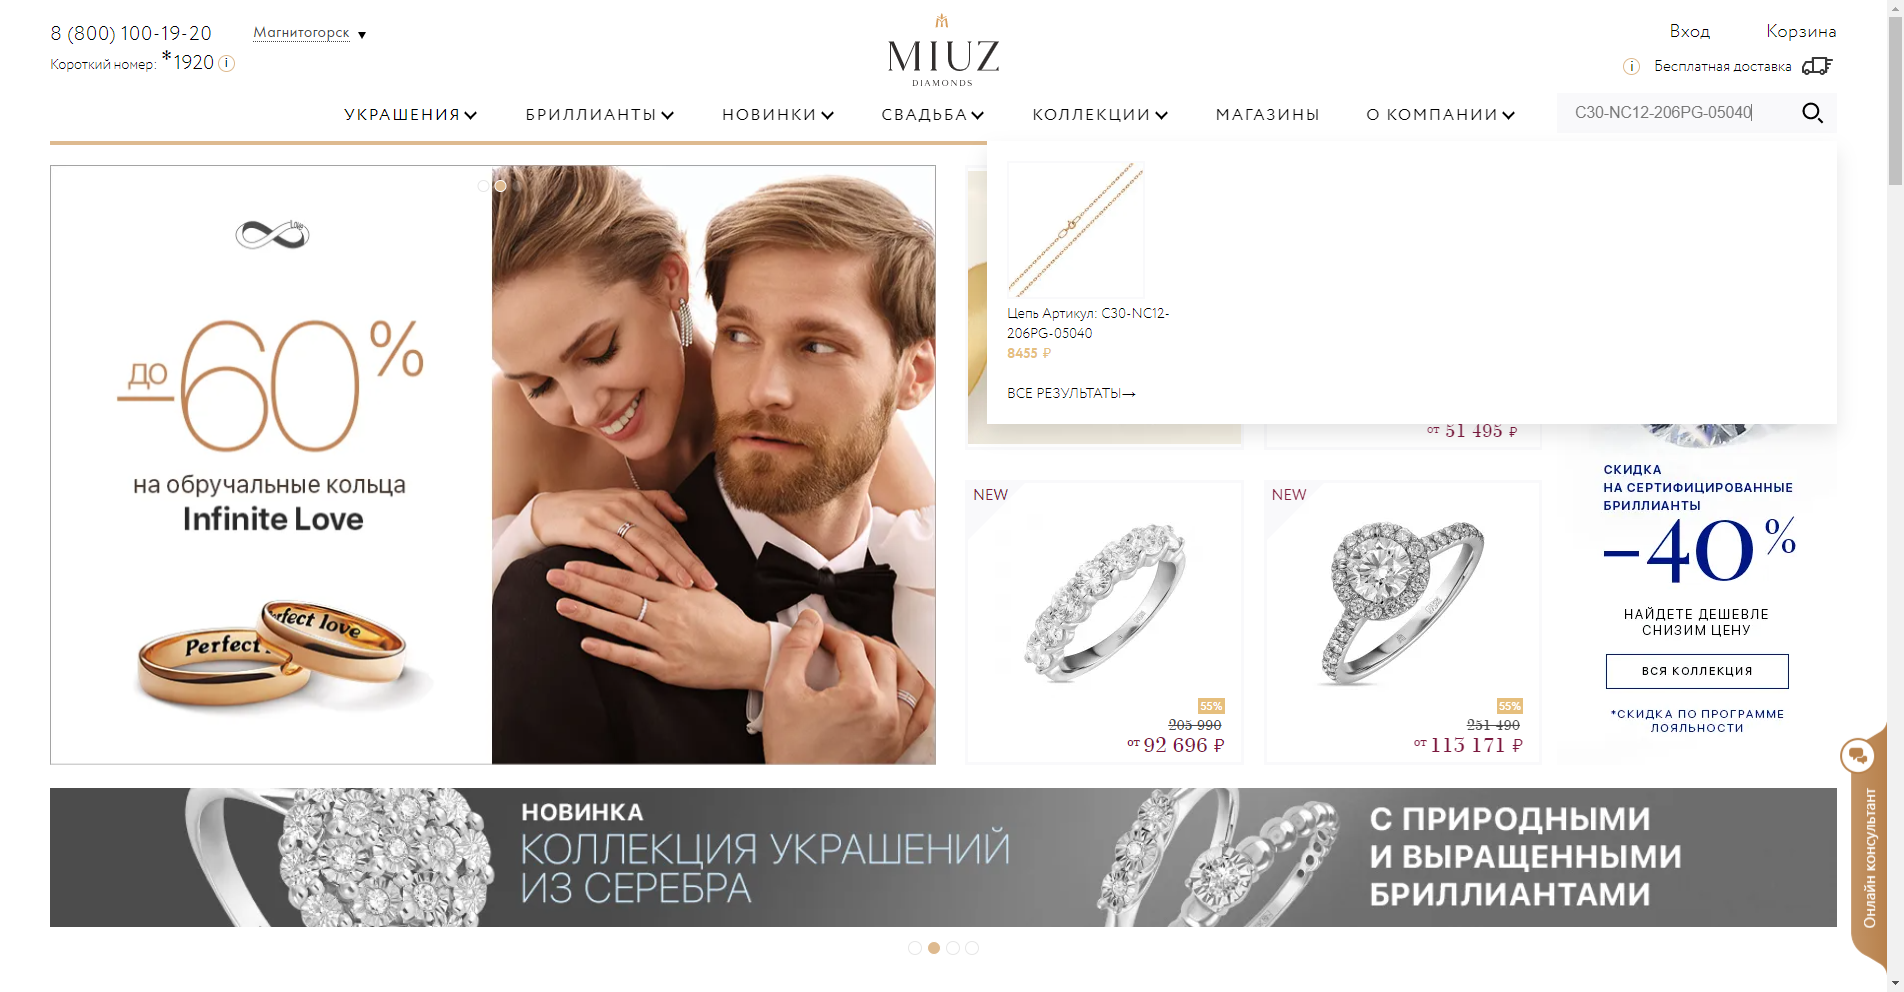 8 (800) 100-19-20
Магнитогорск
Короткий номер: *1920
MIUZ
DIAMONDS
Вход
Корзина
Бесплатная доставка
УКРАШЕНИЯ
БРИЛЛИАНТЫ
НОВИНКИ
СВАДЬБА
КОЛЛЕКЦИИ
МАГАЗИНЫ
О КОМПАНИИ
C30-NC12-206PG-05040
Цепь Артикул: C30-NC12-
206PG-05040
8455 ₽
ВСЕ РЕЗУЛЬТАТЫ→
Love
ДО
60%
на обручальные кольца
Infinite Love
Perfect
Perfect love
от 51 495 ₽
NEW
55%
205 990
от 92 696 ₽
NEW
55%
251 490
от 113 171 ₽
СКИДКА
НА СЕРТИФИЦИРОВАННЫЕ
БРИЛЛИАНТЫ
-40%
НАЙДЕТЕ ДЕШЕВЛЕ
СНИЗИМ ЦЕНУ
ВСЯ КОЛЛЕКЦИЯ
*СКИДКА ПО ПРОГРАММЕ
ЛОЯЛЬНОСТИ
Онлайн консультант
НОВИНКА
КОЛЛЕКЦИЯ УКРАШЕНИЙ
ИЗ СЕРЕБРА
С ПРИРОДНЫМИ
И ВЫРАЩЕННЫМИ
БРИЛЛИАНТАМИ